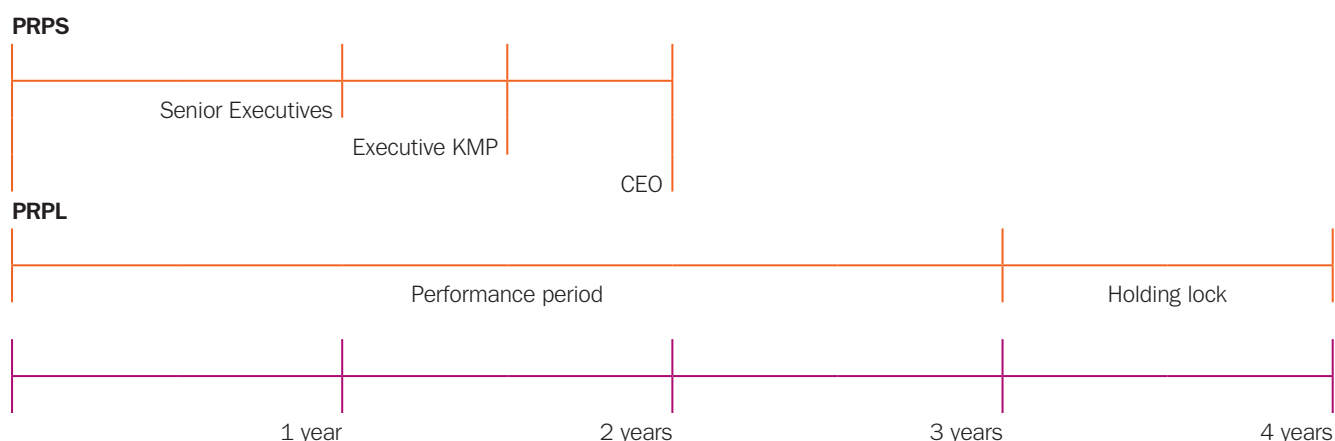 PRPS
Senior Executives
Executive KMP
CEO
PRPL
Performance period Holding lock
1 year 2 years 3 years 4 years